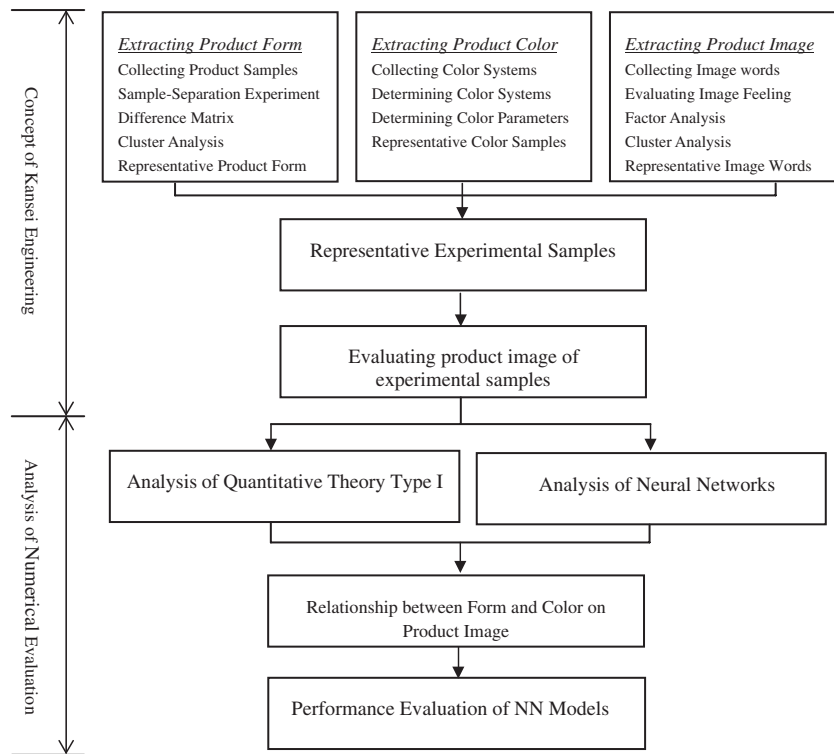 Concept of Kansei Engineering
Extracting Product Form
Collecting Product Samples
Sample-Separation Experiment
Difference Matrix
Cluster Analysis
Representative Product Form
Extracting Product Color
Collecting Color Systems
Determining Color Systems
Determining Color Parameters
Representative Color Samples
Extracting Product Image
Collecting Image words
Evaluating Image Feeling
Factor Analysis
Cluster Analysis
Representative Image Words
Representative Experimental Samples
Evaluating product image of
experimental samples
Analysis of Numerical Evaluation
Analysis of Quantitative Theory Type I
Analysis of Neural Networks
Relationship between Form and Color on
Product Image
Performance Evaluation of NN Models